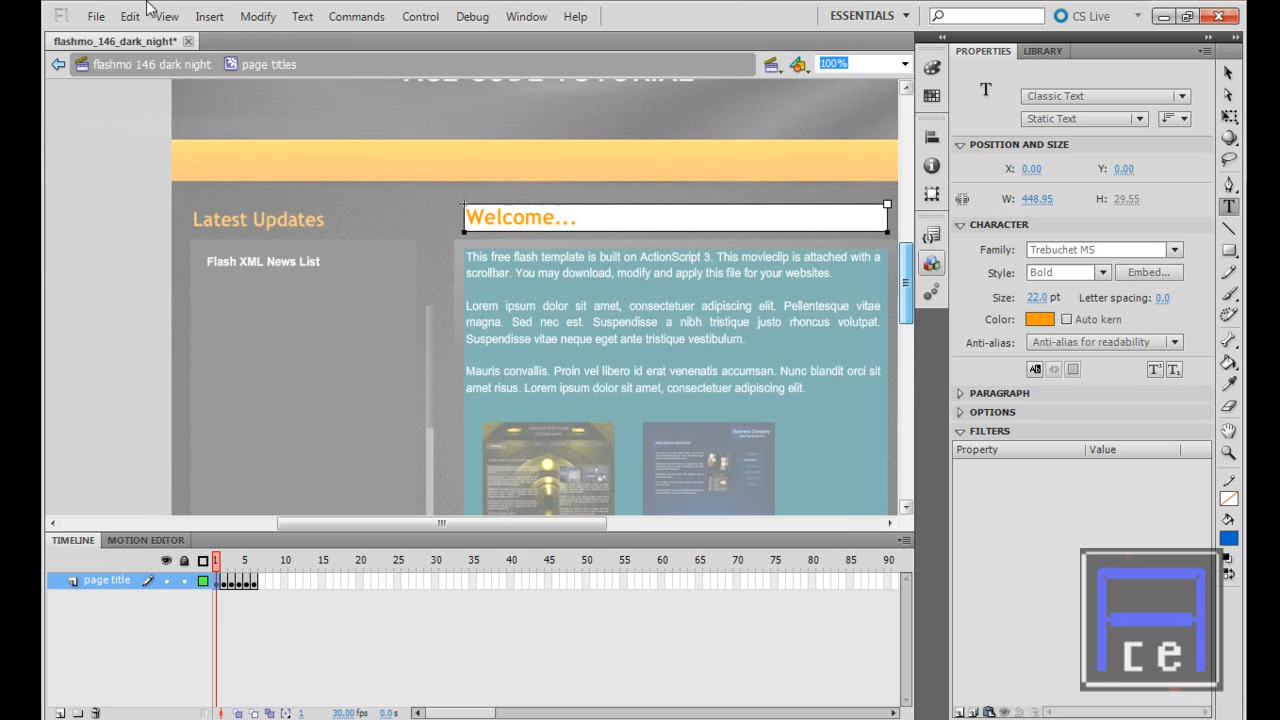 Fl File Edit View Insert Modify Text Commands Control Debug Window Help ESSENTIALS CS Live
flashmo_146_dark_night*
flashmo 146 dark night page titles 100%
ACE CODE TUTORIAL
Latest Updates
Flash XML News List
Welcome...
This free flash template is built on ActionScript 3. This movieclip is attached with a
scrollbar. You may download, modify and apply this file for your websites.
Lorem ipsum dolor sit amet, consectetuer adipiscing elit. Pellentesque vitae
magna. Sed nec est. Suspendisse a nibh tristique justo rhoncus volutpat.
Suspendisse vitae neque eget ante tristique vestibulum.
Mauris convallis. Proin vel libero id erat venenatis accumsan. Nunc blandit orci sit
amet risus. Lorem ipsum dolor sit amet, consectetuer adipiscing elit.
PROPERTIES LIBRARY
T Classic Text
Static Text
POSITION AND SIZE
X: 0.00 Y: 0.00
W: 448.95 H: 29.55
CHARACTER
Family: Trebuchet MS
Style: Bold Embed...
Size: 22.0 pt Letter spacing: 0.0
Color: Auto kern
Anti-alias: Anti-alias for readability
PARAGRAPH
OPTIONS
FILTERS
Property Value
TIMELINE MOTION EDITOR
1 5 10 15 20 25 30 35 40 45 50 55 60 65 70 75 80 85 90
page title
1 30.00 fps 0.0 s
A
ce